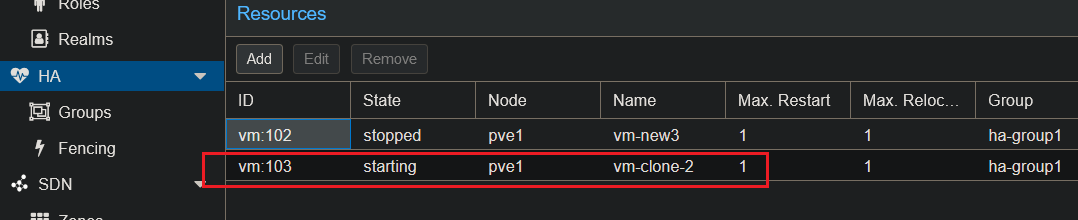 Roles
Realms
HA
Groups
Fencing
SDN
Zones
Resources
Add Edit Remove
ID State Node Name Max. Restart Max. Reloc... Group
vm:102 stopped pve1 vm-new3 1 1 ha-group1
vm:103 starting pve1 vm-clone-2 1 1 ha-group1